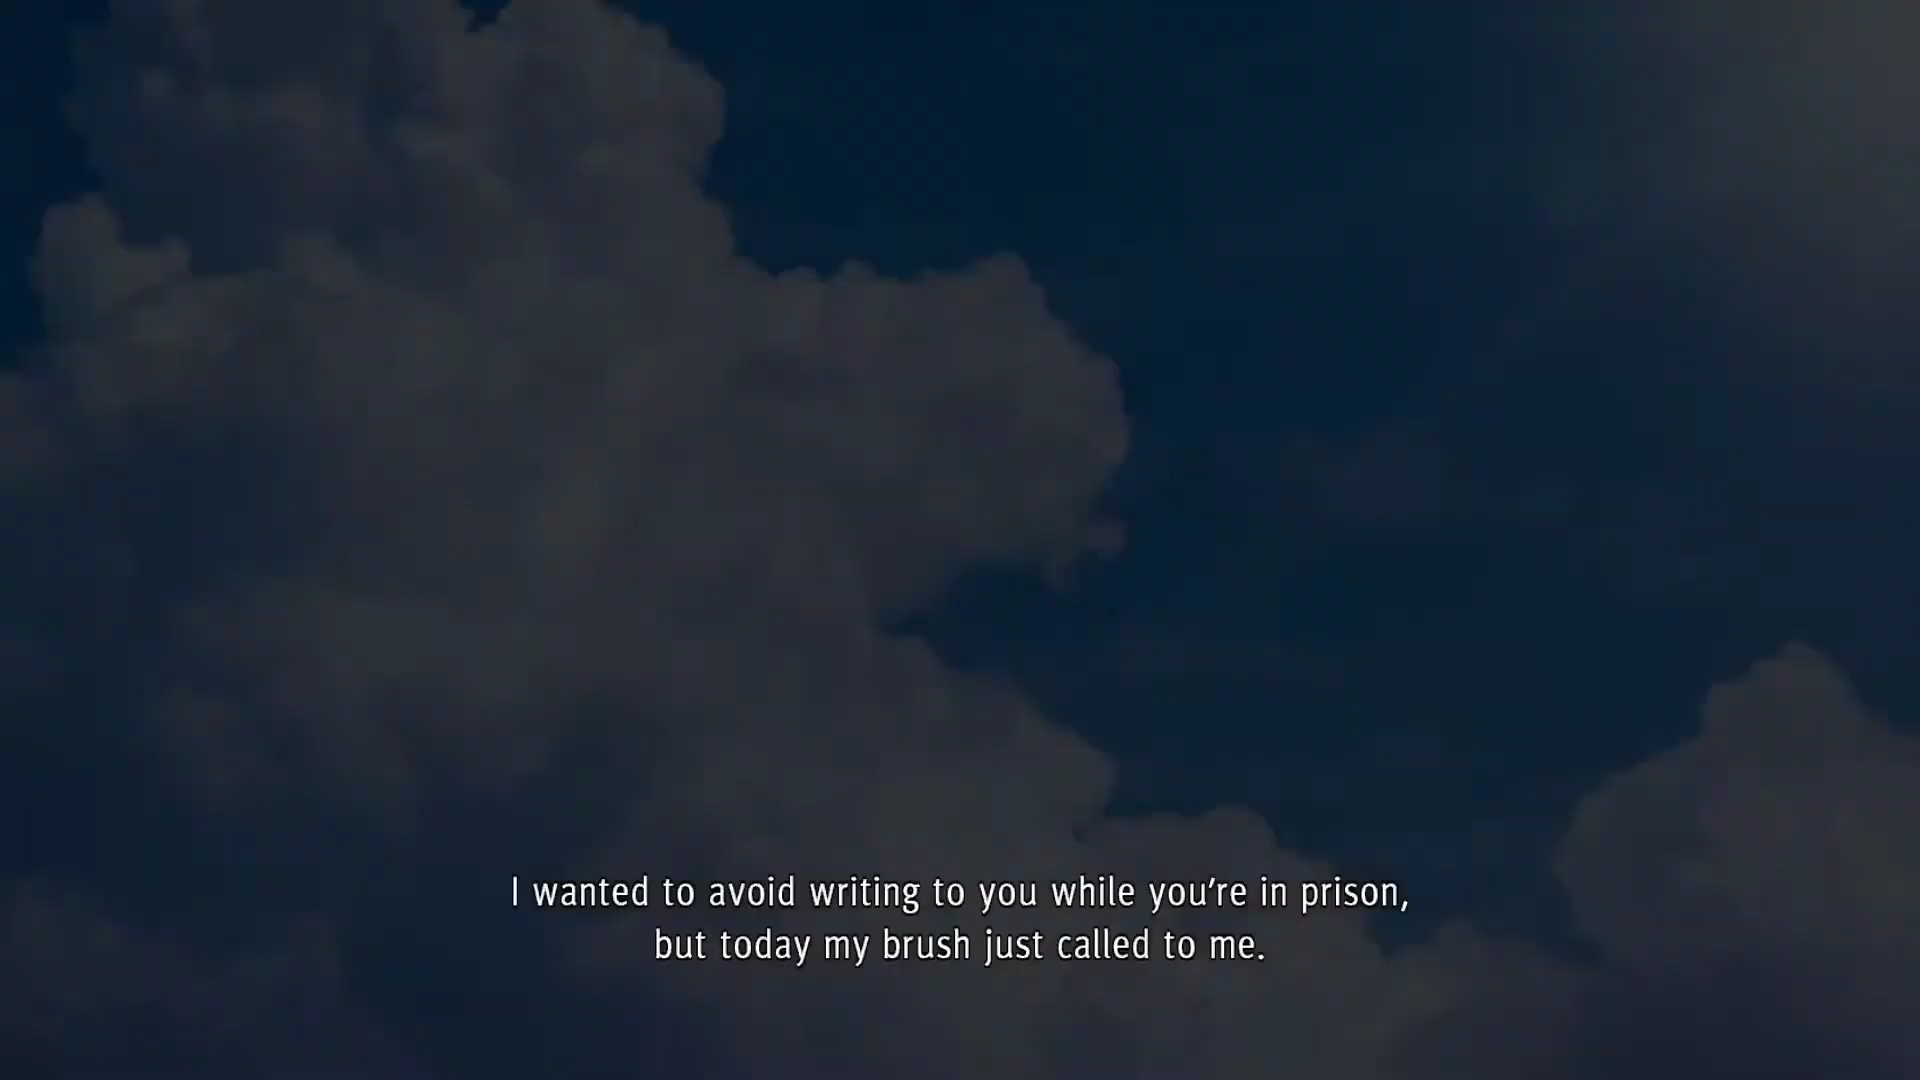 I wanted to avoid writing to you while you’re in prison,
but today my brush just called to me.